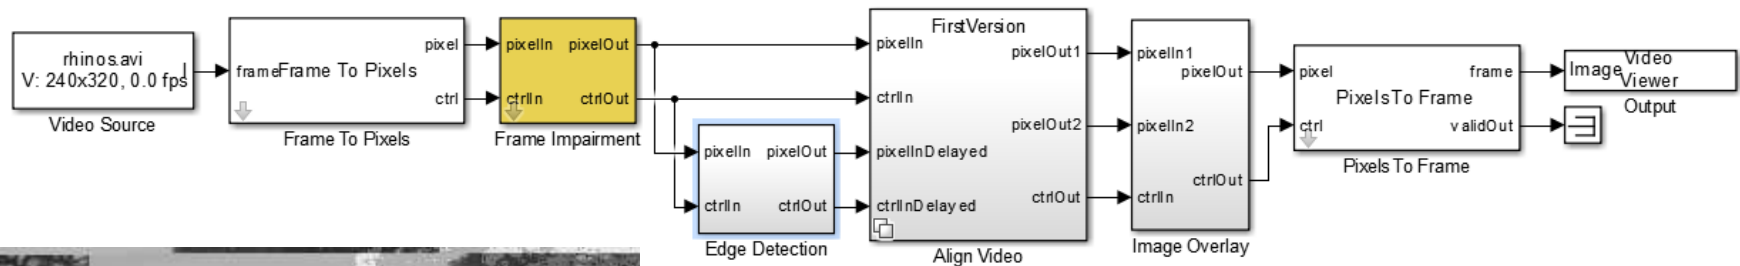 rhinos.avi
V: 240x320, 0.0 fps
I
Video Source
frame
Frame To Pixels
pixel
ctrl
Frame To Pixels
pixelIn
pixelOut
ctrlIn
ctrlOut
Frame Impairment
pixelIn
pixelOut
ctrlIn
ctrlOut
Edge Detection
FirstVersion
pixelIn
pixelOut1
ctrlIn
pixelOut2
pixelInDelayed
ctrlOut
ctrlInDelayed
Align Video
pixelIn1
pixelOut
pixelIn2
ctrlOut
ctrlIn
Image Overlay
pixel
frame
Pixels To Frame
ctrl
validOut
Pixels To Frame
Image
Video
Viewer
Output